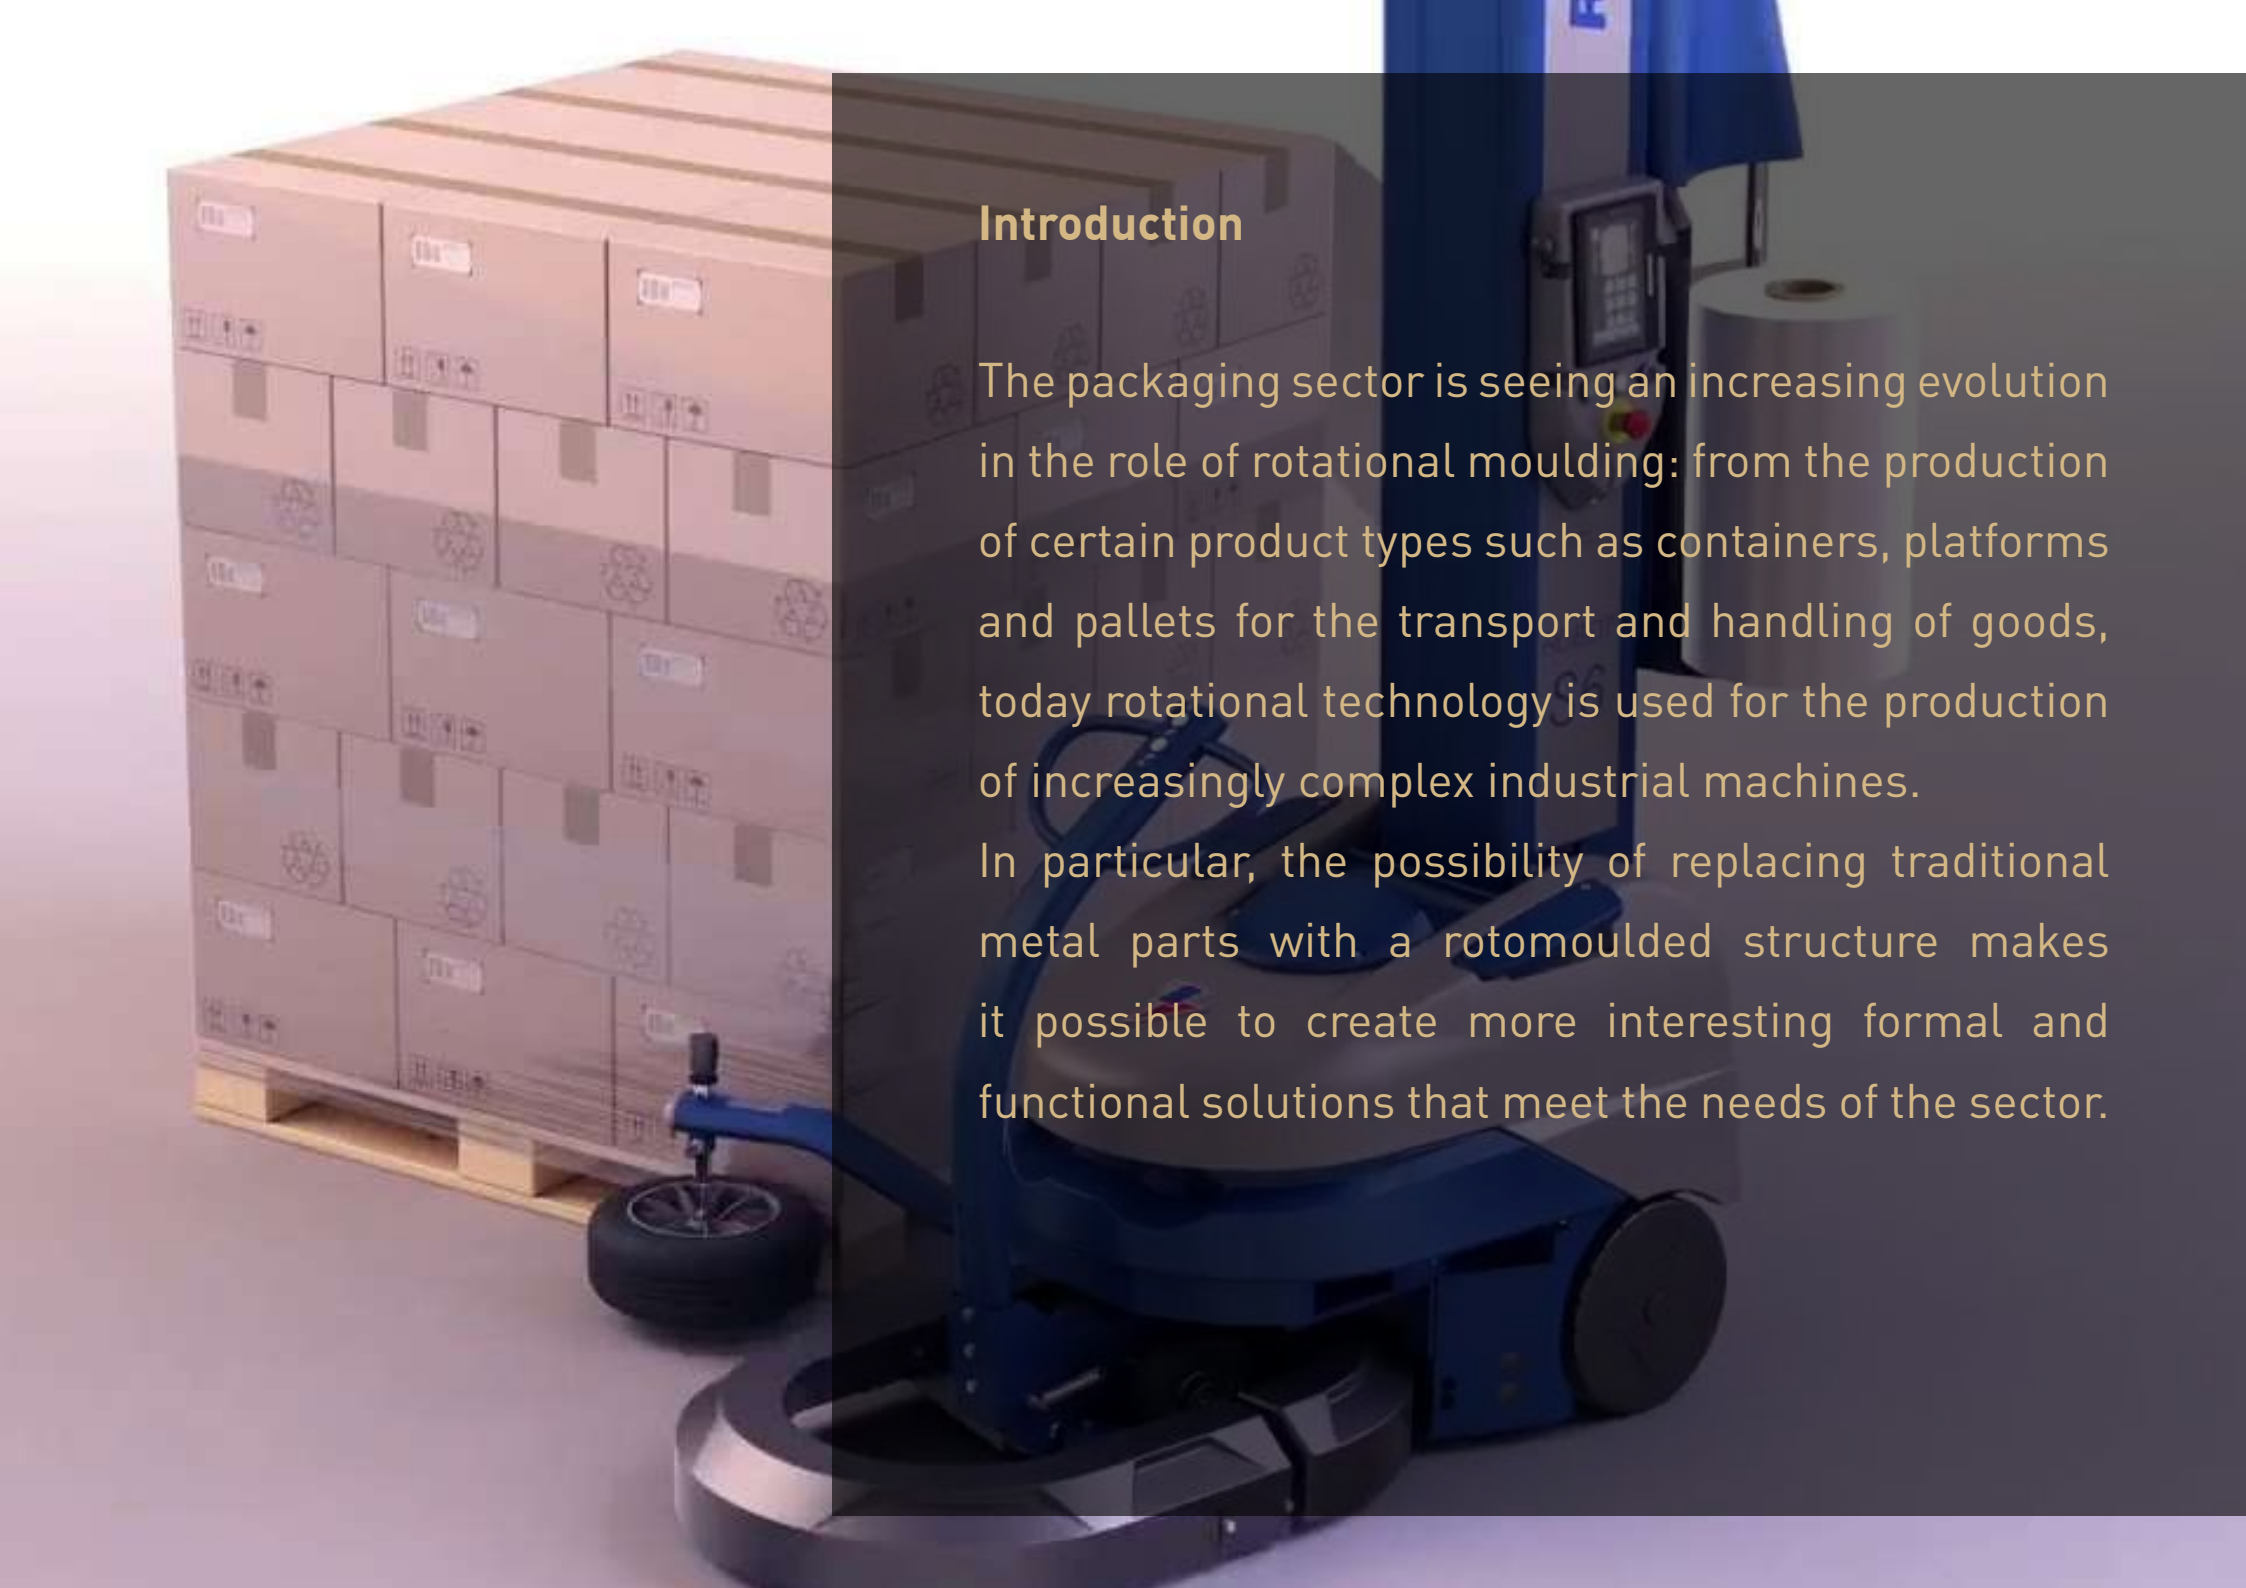 Introduction
The packaging sector is seeing an increasing evolution
in the role of rotational moulding: from the production
of certain product types such as containers, platforms
and pallets for the transport and handling of goods,
today rotational technology is used for the production
of increasingly complex industrial machines.
In particular, the possibility of replacing traditional
metal parts with a rotomoulded structure makes
it possible to create more interesting formal and
functional solutions that meet the needs of the sector.
S6